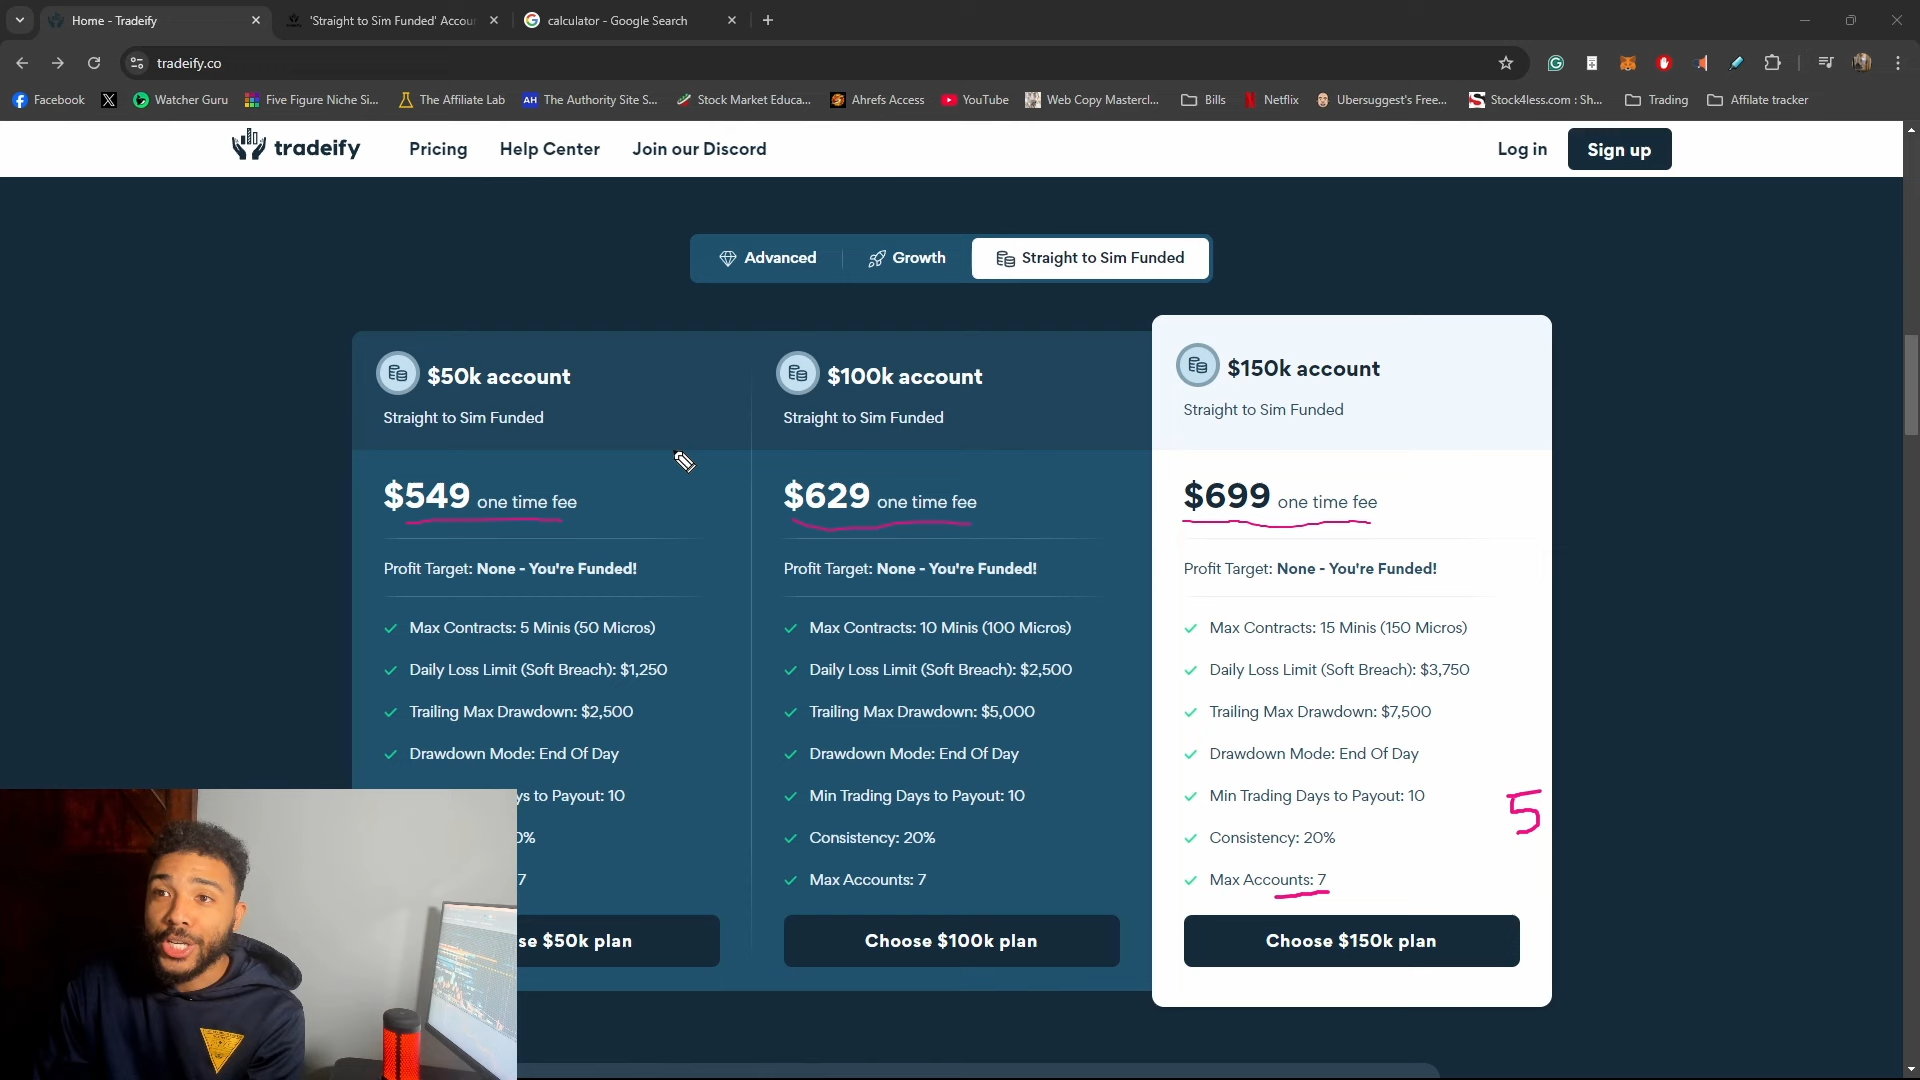 Home - Tradeify
'Straight to Sim Funded' Accou
calculator - Google Search
tradeify.co
Facebook
Watcher Guru
Five Figure Niche Si...
The Affiliate Lab
AH
The Authority Site S...
Stock Market Educa...
Ahrefs Access
YouTube
Web Copy Mastercl...
Bills
Netflix
Ubersuggest's Free...
Stock4less.com : Sh...
Trading
Affilate tracker
tradeify
Pricing
Help Center
Join our Discord
Log in
Sign up
Advanced
Growth
Straight to Sim Funded
$50k account
Straight to Sim Funded
$549 one time fee
Profit Target: None - You're Funded!
Max Contracts: 5 Minis (50 Micros)
Daily Loss Limit (Soft Breach): $1,250
Trailing Max Drawdown: $2,500
Drawdown Mode: End Of Day
ys to Payout: 10
0%
7
se $50k plan
$100k account
Straight to Sim Funded
$629 one time fee
Profit Target: None - You're Funded!
Max Contracts: 10 Minis (100 Micros)
Daily Loss Limit (Soft Breach): $2,500
Trailing Max Drawdown: $5,000
Drawdown Mode: End Of Day
Min Trading Days to Payout: 10
Consistency: 20%
Max Accounts: 7
Choose $100k plan
$150k account
Straight to Sim Funded
$699 one time fee
Profit Target: None - You're Funded!
Max Contracts: 15 Minis (150 Micros)
Daily Loss Limit (Soft Breach): $3,750
Trailing Max Drawdown: $7,500
Drawdown Mode: End Of Day
Min Trading Days to Payout: 10
5
Consistency: 20%
Max Accounts: 7
Choose $150k plan